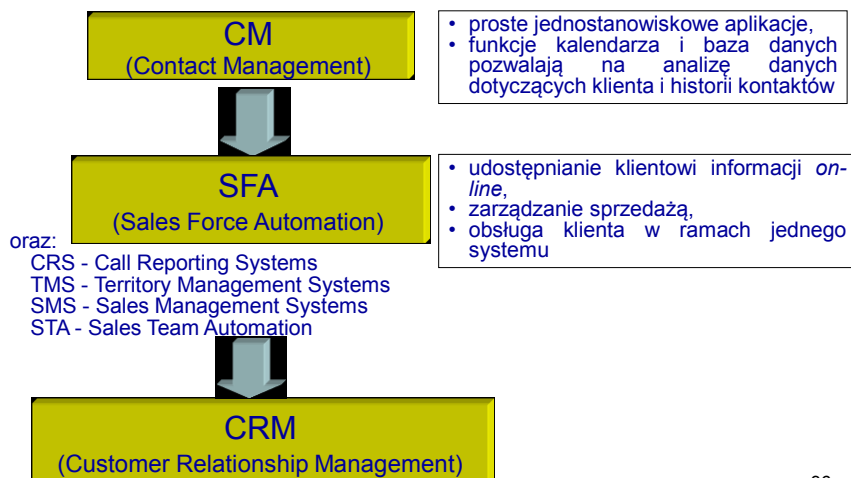 CM
(Contact Management)
• proste jednostanowiskowe aplikacje,
• funkcje kalendarza i baza danych
pozwalają na analizę danych
dotyczących klienta i historii kontaktów
SFA
(Sales Force Automation)
• udostępnianie klientowi informacji on-
line,
• zarządzanie sprzedażą,
• obsługa klienta w ramach jednego
systemu
oraz:
CRS - Call Reporting Systems
TMS - Territory Management Systems
SMS - Sales Management Systems
STA - Sales Team Automation
CRM
(Customer Relationship Management)